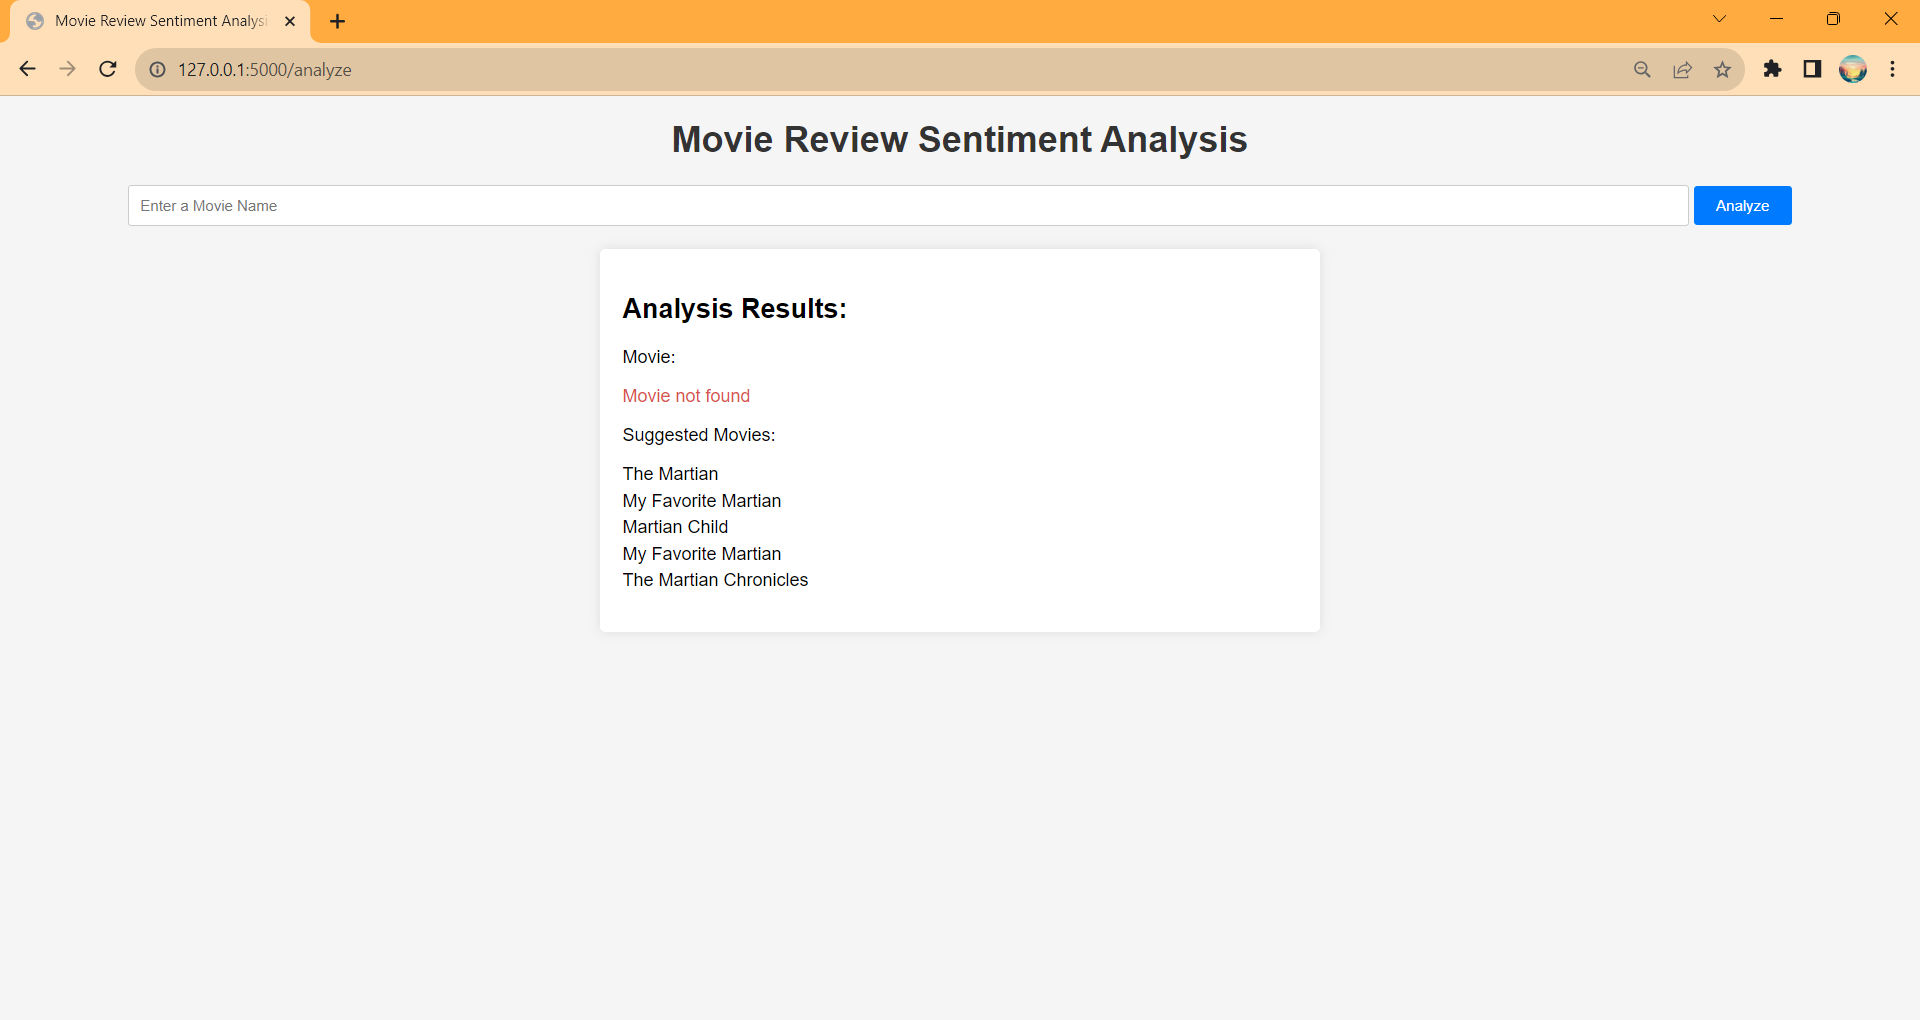 Movie Review Sentiment Analysi
127.0.0.1:5000/analyze
Movie Review Sentiment Analysis
Enter a Movie Name
Analyze
Analysis Results:
Movie:
Movie not found
Suggested Movies:
The Martian
My Favorite Martian
Martian Child
My Favorite Martian
The Martian Chronicles